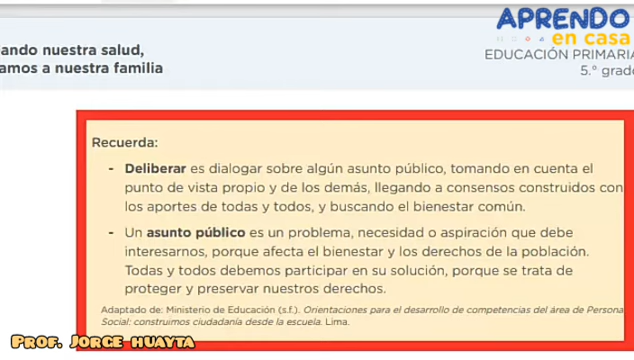 APRENDO
en casa
ando nuestra salud,
EDUCACIÓN PRIMARIA
amos a nuestra familia
5.° grado
Recuerda:
- Deliberar es dialogar sobre algún asunto público, tomando en cuenta el
punto de vista propio y de los demás, llegando a consensos construidos con
los aportes de todas y todos, y buscando el bienestar común.
- Un asunto público es un problema, necesidad o aspiración que debe
interesarnos, porque afecta el bienestar y los derechos de la población.
Todas y todos debemos participar en su solución, porque se trata de
proteger y preservar nuestros derechos.
Adaptado de: Ministerio de Educación (s.f.). Orientaciones para el desarrollo de competencias del área de Persona
Social: construimos ciudadanía desde la escuela. Lima.
Prof. Jorge huayta